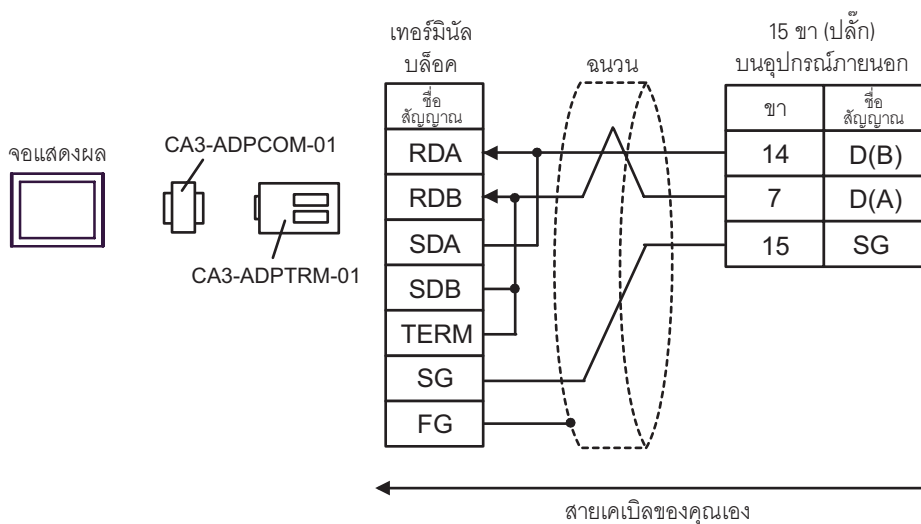 เทอร์มินัล
บล็อค
ฉนวน
15 ขา (ปลั๊ก)
บนอุปกรณ์ภายนอก
จอแสดงผล
CA3-ADPCOM-01
CA3-ADPTRM-01
ชื่อ
สัญญาณ
RDA
RDB
SDA
SDB
TERM
SG
FG
ขา
ชื่อ
สัญญาณ
14 D(B)
7 D(A)
15 SG
สายเคเบิลของคุณเอง